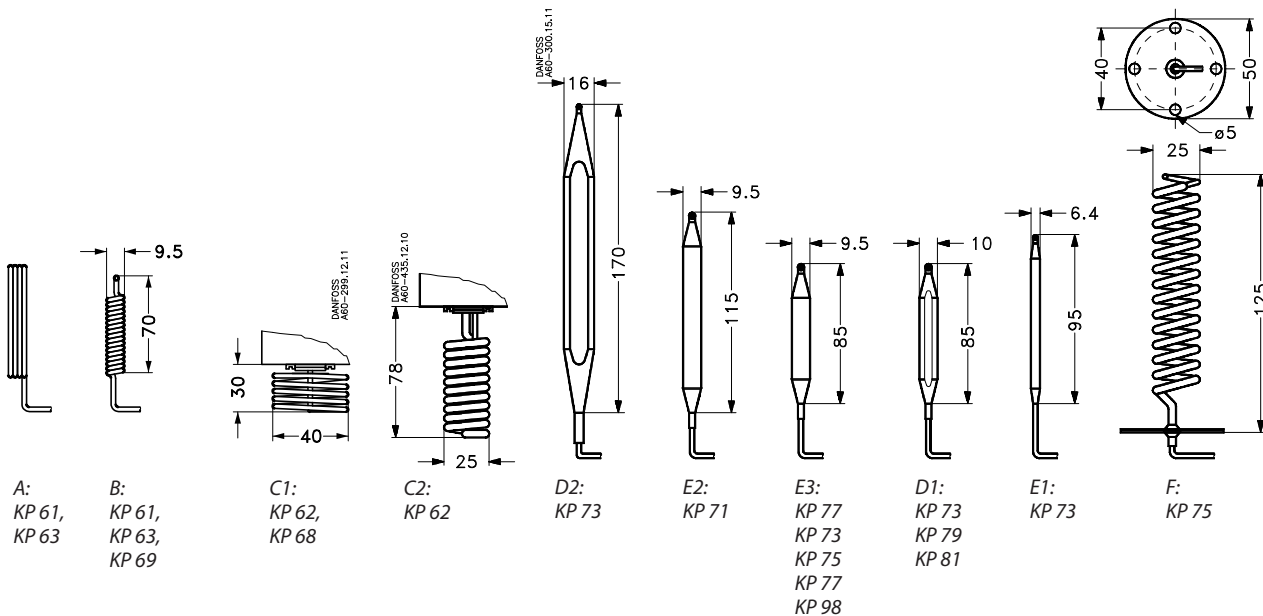 DANFOSS
A60-300.15.11
16
170
40
50
ø5
25
125
9.5
70
DANFOSS
A60-299.12.11
30
40
DANFOSS
A60-435.12.10
78
25
9.5
115
9.5
85
10
85
6.4
95
A:
KP 61,
KP 63
B:
KP 61,
KP 63,
KP 69
C1:
KP 62,
KP 68
C2:
KP 62
D2:
KP 73
E2:
KP 71
E3:
KP 77
KP 73
KP 75
KP 77
KP 98
D1:
KP 73
KP 79
KP 81
E1:
KP 73
F:
KP 75